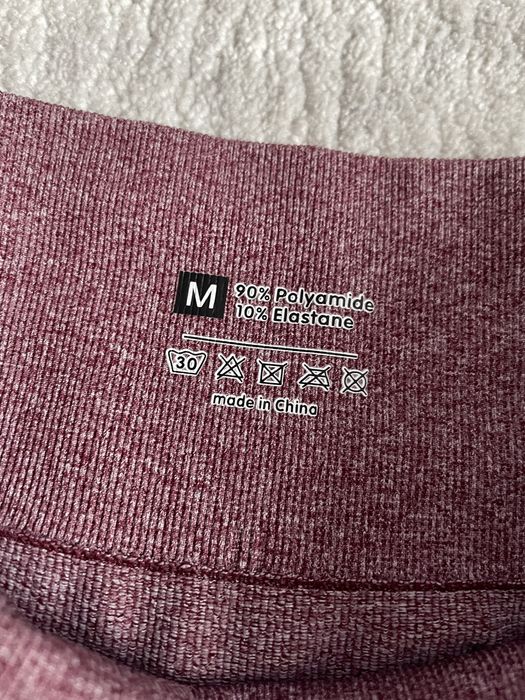 M 90% Polyamide
10% Elastane
30
made in China